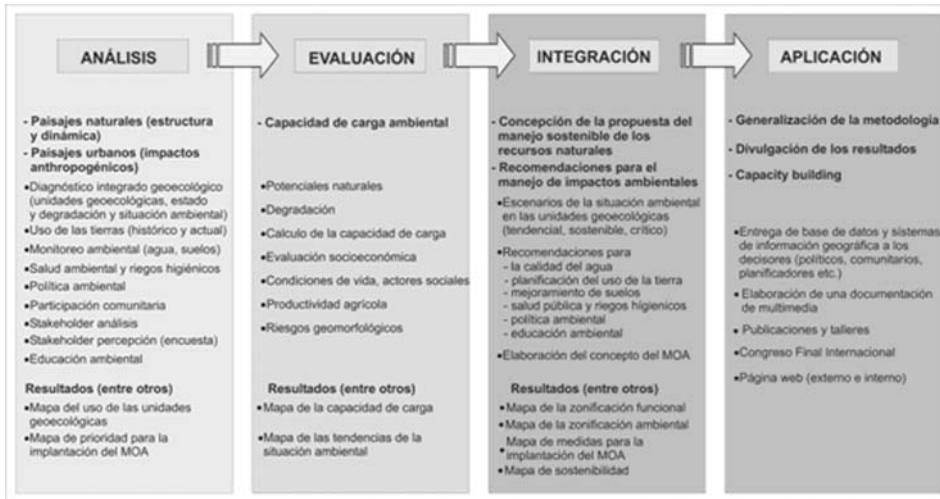 ANÁLISIS
- Paisajes naturales (estructura
y dinámica)
- Paisajes urbanos (impactos
anthropogénicos)
•Diagnóstico integrado geoecológico
(unidades geoecológicas, estado
y degradación y situación ambiental)
•Uso de las tierras (histórico y actual)
•Monitoreo ambiental (agua, suelos)
•Salud ambiental y riegos higiénicos
•Política ambiental
•Participación comunitaria
•Stakeholder análisis
•Stakeholder percepción (encuesta)
•Educación ambiental
Resultados (entre otros)
•Mapa del uso de las unidades
geoecológicas
•Mapa de prioridad para la
implantación del MOA
EVALUACIÓN
- Capacidad de carga ambiental
•Potenciales naturales
•Degradación
•Calculo de la capacidad de carga
•Evaluación socioeconómica
•Condiciones de vida, actores sociales
•Productividad agrícola
•Riesgos geomorfológicos
Resultados (entre otros)
•Mapa de la capacidad de carga
•Mapa de las tendencias de la
situación ambiental
INTEGRACIÓN
- Concepción de la propuesta del
manejo sostenible de los
recursos naturales
- Recomendaciones para el
manejo de impactos ambientales
•Escenarios de la situación ambiental
en las unidades geoecológicas
(tendencial, sostenible, crítico)
•Recomendaciones para
- la calidad del agua
- planificación del uso de la tierra
- mejoramiento de suelos
- salud pública y riegos higienicos
- política ambiental
- educación ambiental
•Elaboración del concepto del MOA
Resultados (entre otros)
•Mapa de la zonificación funcional
•Mapa de la zonificación ambiental
•Mapa de medidas para la
implantación del MOA
•Mapa de sostenibilidad
APLICACIÓN
- Generalización de la metodología
- Divulgación de los resultados
- Capacity building
•Entrega de base de datos y sistemas
de información geográfica a los
decisores (políticos, comunitarios,
planificadores etc.)
•Elaboración de una documentación
de multimedia
•Publicaciones y talleres
•Congreso Final Internacional
•Página web (externo e interno)